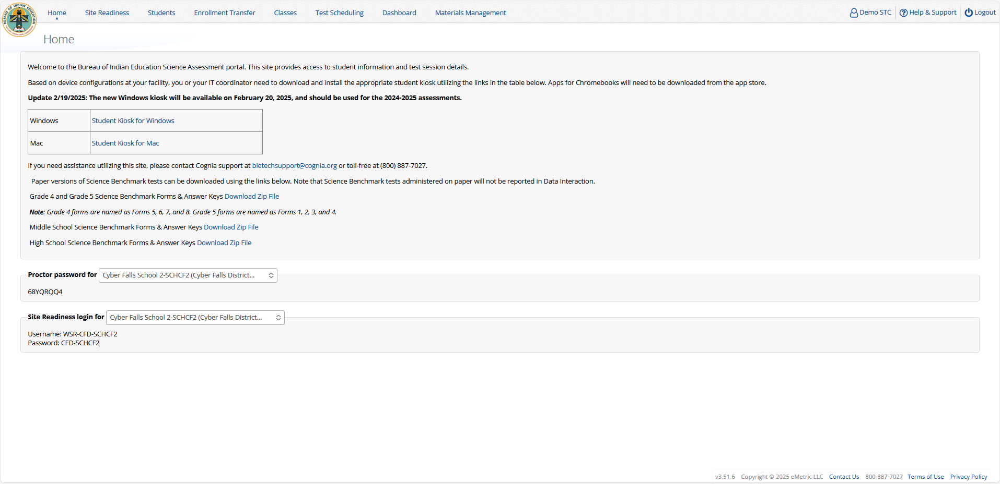 Home Site Readiness Students Enrollment Transfer Classes Test Scheduling Dashboard Materials Management Demo STC Help & Support Logout
BUREAU OF INDIAN EDUCATION
Home
Welcome to the Bureau of Indian Education Science Assessment portal. This site provides access to student information and test session details.
Based on device configurations at your facility, you or your IT coordinator need to download and install the appropriate student kiosk utilizing the links in the table below. Apps for Chromebooks will need to be downloaded from the app store.
Update 2/19/2025: The new Windows kiosk will be available on February 20, 2025, and should be used for the 2024-2025 assessments.
Windows Student Kiosk for Windows
Mac Student Kiosk for Mac
If you need assistance utilizing this site, please contact Cognia support at bietechsupport@cognia.org or toll-free at (800) 887-7027.
Paper versions of Science Benchmark tests can be downloaded using the links below. Note that Science Benchmark tests administered on paper will not be reported in Data Interaction.
Grade 4 and Grade 5 Science Benchmark Forms & Answer Keys Download Zip File
Note: Grade 4 forms are named as Forms 5, 6, 7, and 8. Grade 5 forms are named as Forms 1, 2, 3, and 4.
Middle School Science Benchmark Forms & Answer Keys Download Zip File
High School Science Benchmark Forms & Answer Keys Download Zip File
Proctor password for Cyber Falls School 2-SCHCF2 (Cyber Falls District...
68YQRQQ4
Site Readiness login for Cyber Falls School 2-SCHCF2 (Cyber Falls District...
Username: WSR-CFD-SCHCF2
Password: CFD-SCHCF2
v3.51.6 Copyright © 2025 eMetric LLC Contact Us 800-887-7027 Terms of Use Privacy Policy